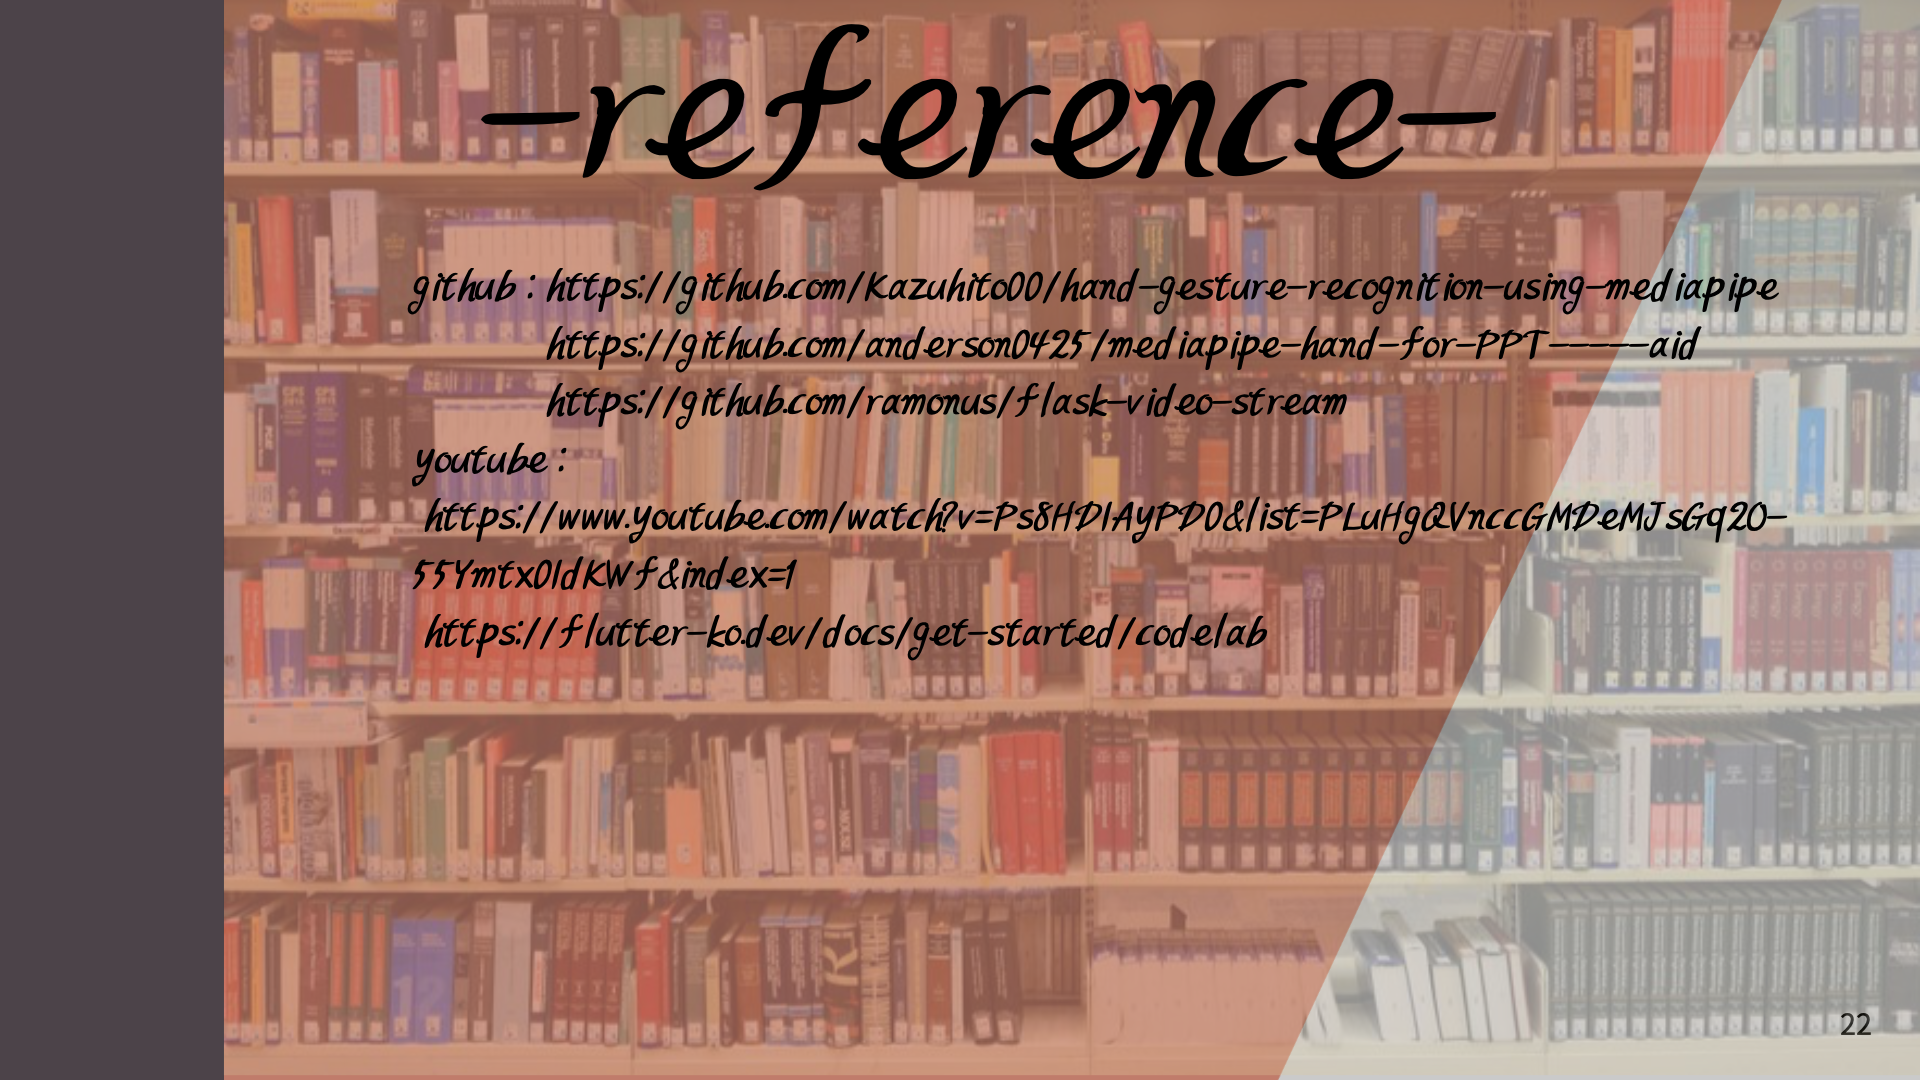 -reference-
github : https://github.com/Kazuhito00/hand-gesture-recognition-using-mediapipe
https://github.com/anderson0425/mediapipe-hand-for-PPT-----aid
https://github.com/ramonus/flask-video-stream
youtube :
https://www.youtube.com/watch?v=Ps8HDIAyPD0&list=PLuHgQVnccGMDeMJsGq2O-
55Ymtx0IdKWf&index=1
https://flutter-ko.dev/docs/get-started/codelab
22